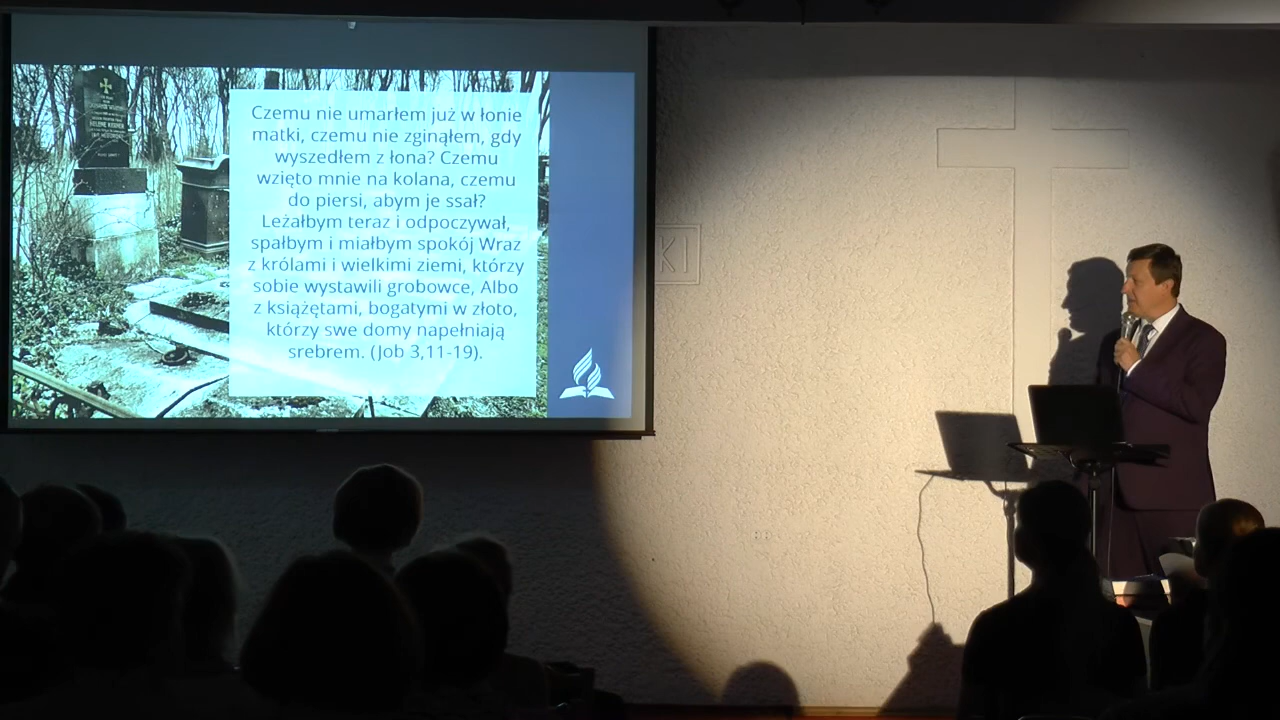 Czemu nie umarłem już w łonie
matki, czemu nie zginąłem, gdy
wyszedłem z łona? Czemu
wzięto mnie na kolana, czemu
do piersi, abym je ssał?
Leżałbym teraz i odpoczywał,
spałbym i miałbym spokój Wraz
z królami i wielkimi ziemi, którzy
sobie wystawili grobowce, Albo
z książętami, bogatymi w złoto,
którzy swe domy napełniają
srebrem. (Job 3,11-19).
KI